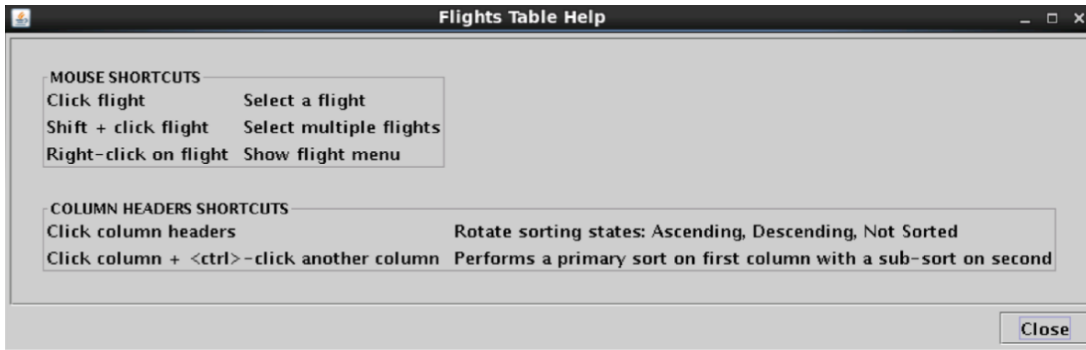 Flights Table Help
MOUSE SHORTCUTS
Click flight Select a flight
Shift + click flight Select multiple flights
Right-click on flight Show flight menu
COLUMN HEADERS SHORTCUTS
Click column headers Rotate sorting states: Ascending, Descending, Not Sorted
Click column + <ctrl>-click another column Performs a primary sort on first column with a sub-sort on second
Close